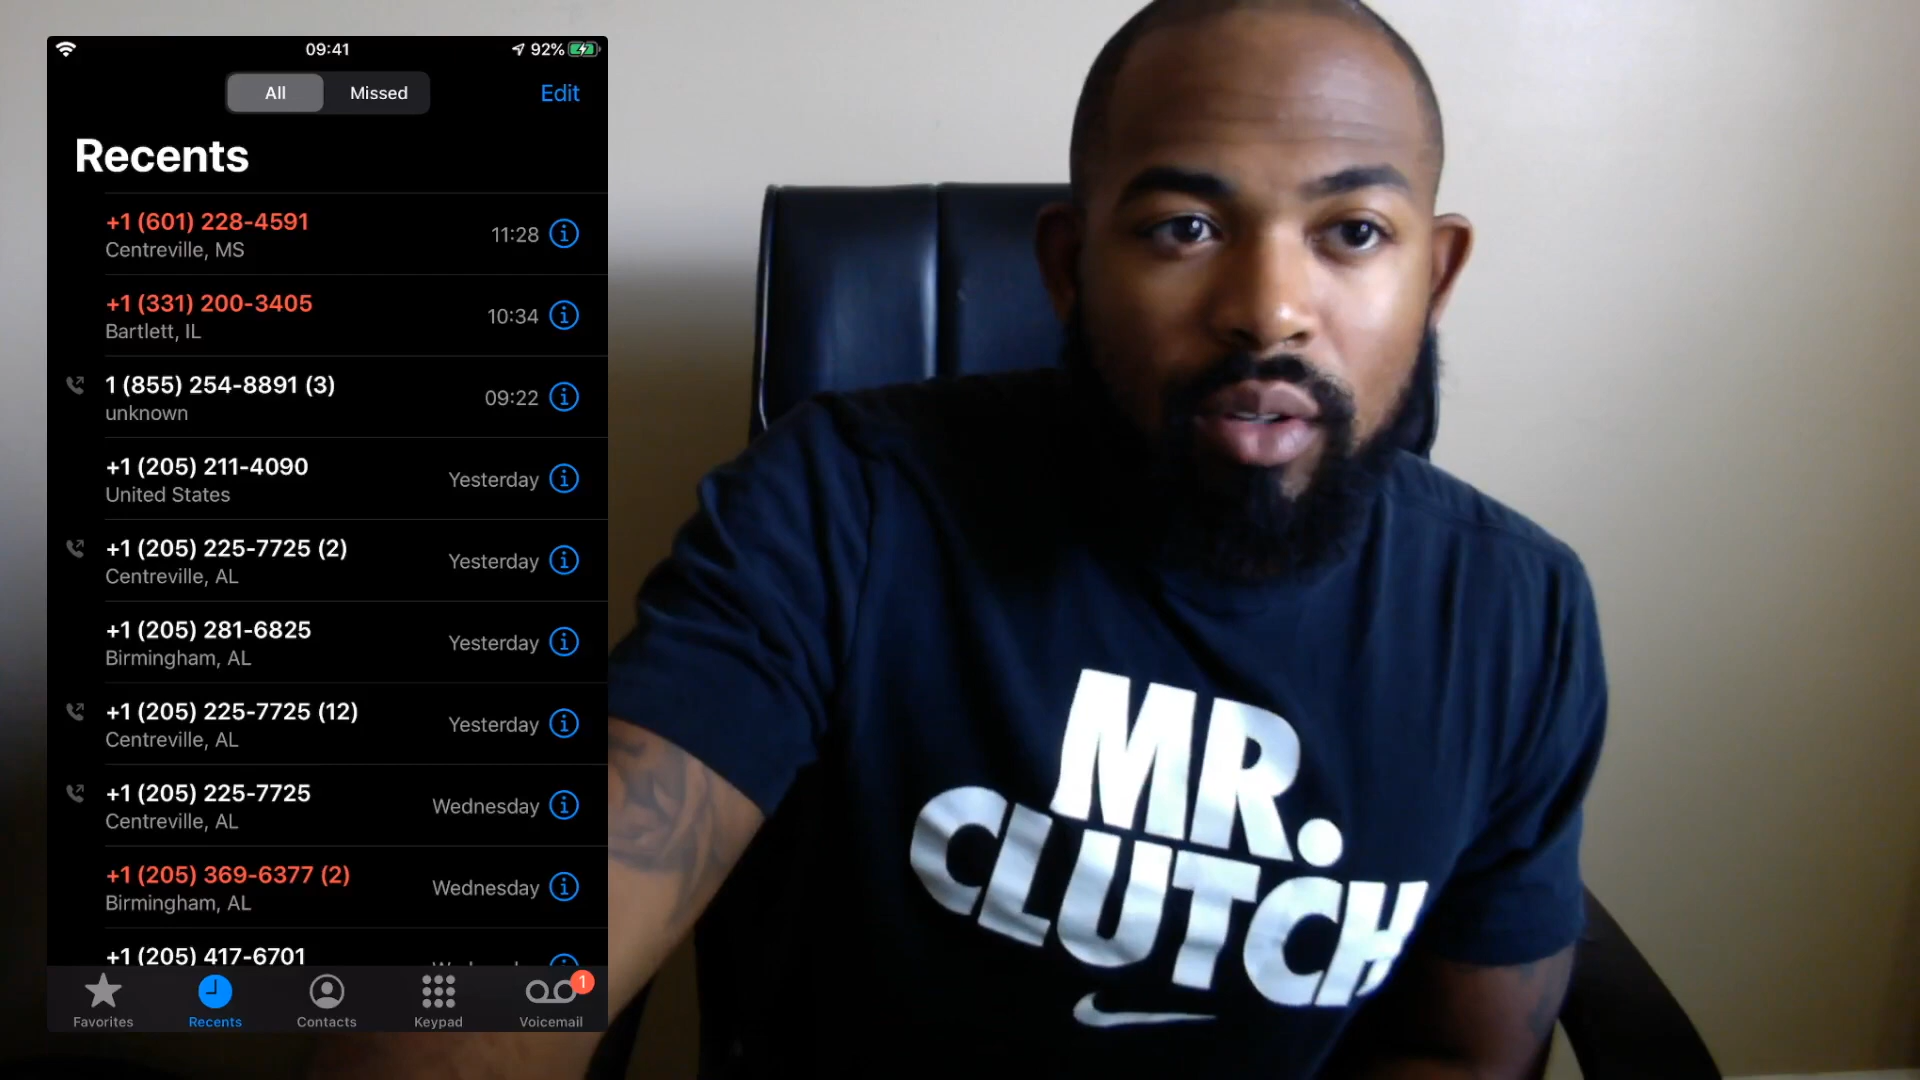 09:41
92%
All
Missed
Edit
Recents
+1 (601) 228-4591
Centreville, MS
11:28
+1 (331) 200-3405
Bartlett, IL
10:34
1 (855) 254-8891 (3)
unknown
09:22
+1 (205) 211-4090
United States
Yesterday
+1 (205) 225-7725 (2)
Centreville, AL
Yesterday
+1 (205) 281-6825
Birmingham, AL
Yesterday
+1 (205) 225-7725 (12)
Centreville, AL
Yesterday
+1 (205) 225-7725
Centreville, AL
Wednesday
+1 (205) 369-6377 (2)
Birmingham, AL
Wednesday
+1 (205) 417-6701
1
Favorites
Recents
Contacts
Keypad
Voicemail
MR.
CLUTCH